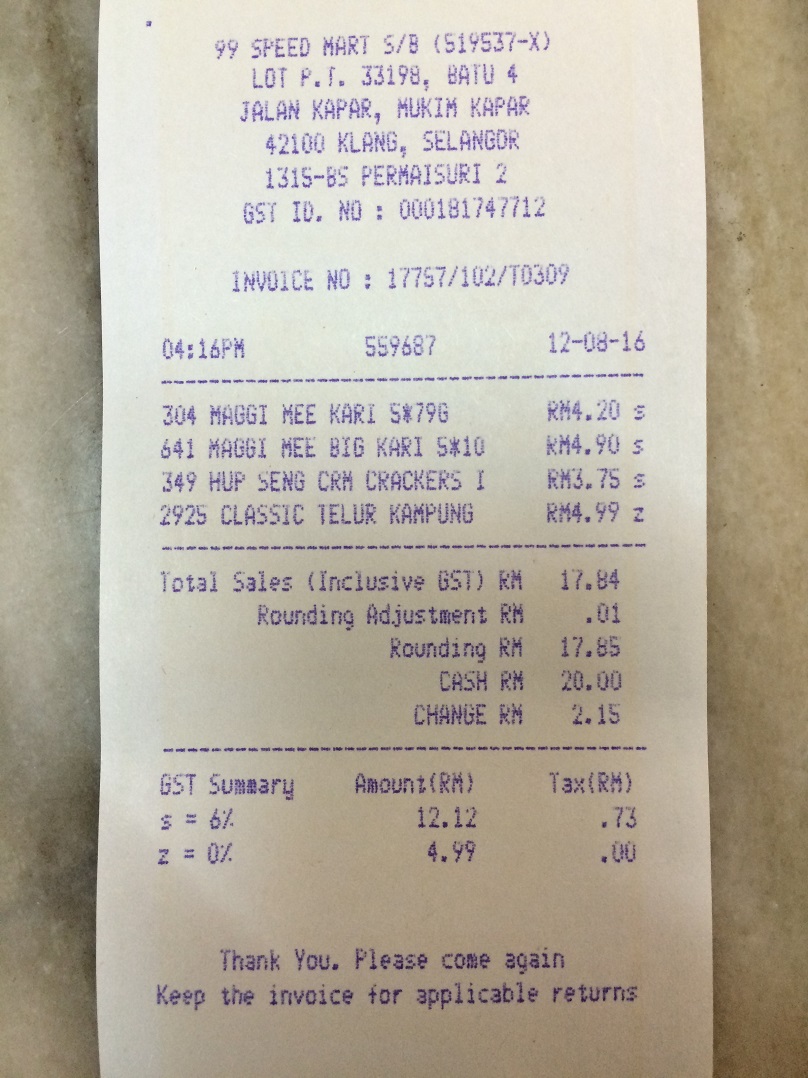 99 SPEED MART S/B (519537-X)
LOT P.T. 33198, BATU 4
JALAN KAPAR, MUKIM KAPAR
42100 KLANG, SELANGOR
1315-BS PERMAISURI 2
GST ID. NO : 000181747712
INVOICE NO : 17757/102/T0309
04:16PM 559687 12-08-16
304 MAGGI MEE KARI 5*79G RM4.20 s
641 MAGGI MEE BIG KARI 5*10 RM4.90 s
349 HUP SENG CRM CRACKERS I RM3.75 s
2925 CLASSIC TELUR KAMPUNG RM4.99 z
Total Sales (Inclusive GST) RM 17.84
Rounding Adjustment RM .01
Rounding RM 17.85
CASH RM 20.00
CHANGE RM 2.15
GST Summary Amount(RM) Tax(RM)
s = 6% 12.12 .73
z = 0% 4.99 .00
Thank You. Please come again
Keep the invoice for applicable returns